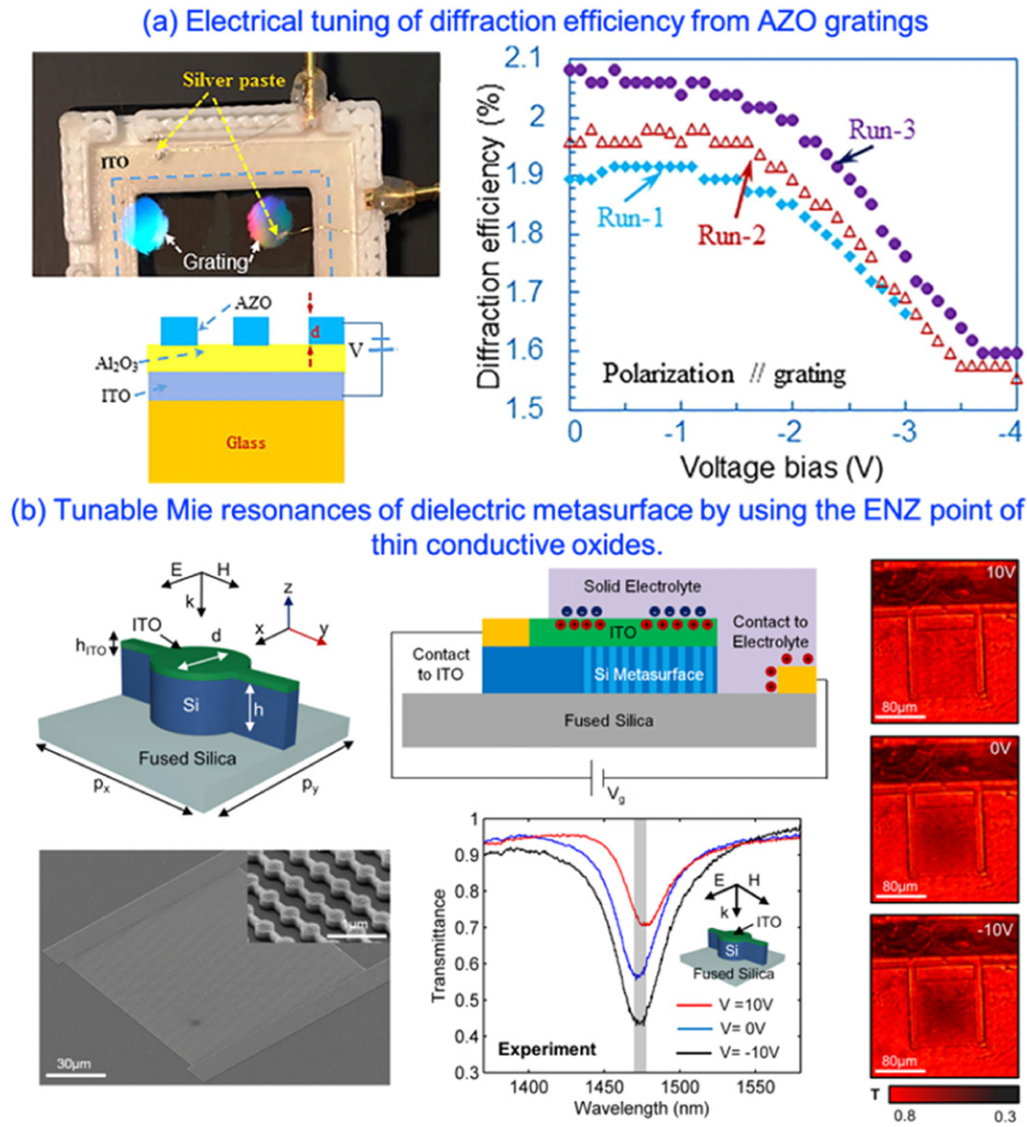 (a) Electrical tuning of diffraction efficiency from AZO gratings
Silver paste
ITO
Grating
AZO
d
V
Al₂O₃
ITO
Glass
Diffraction efficiency (%)
2.1
2
1.9
1.8
1.7
1.6
1.5
Run-3
Run-1
Run-2
Polarization // grating
0 -1 -2 -3 -4
Voltage bias (V)
(b) Tunable Mie resonances of dielectric metasurface by using the ENZ point of
thin conductive oxides.
E H
k
z
x y
ITO
d
hITO
Si
h
Fused Silica
px py
Solid Electrolyte
ITO
Contact to
Electrolyte
Contact
to ITO
Si Metasurface
Fused Silica
Vg
1µm
30µm
Transmittance
1
0.9
0.8
0.7
0.6
0.5
0.4
0.3
E H
k
ITO
Si
Fused Silica
V =10V
V= 0V
V= -10V
Experiment
1400 1450 1500 1550
Wavelength (nm)
10V
80µm
0V
80µm
-10V
80µm
T
0.8 0.3